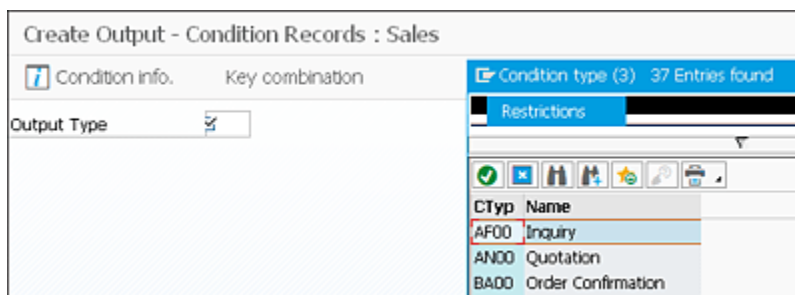 Create Output - Condition Records : Sales
Condition info. Key combination
Condition type (3) 37 Entries found
Restrictions
Output Type
CTyp Name
AF00 Inquiry
AN00 Quotation
BA00 Order Confirmation